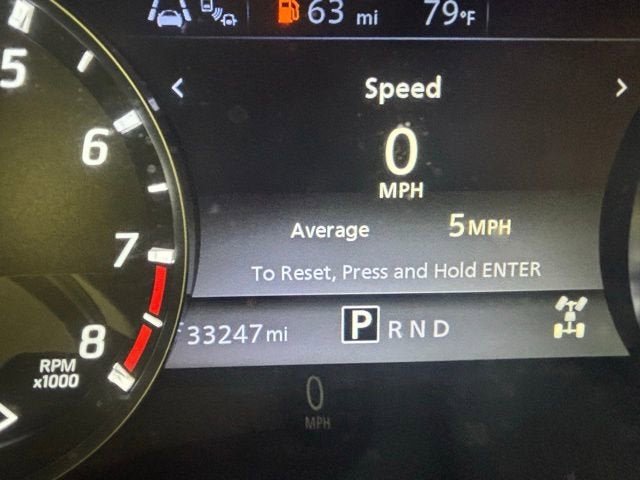 63 mi 79°F
5
< Speed >
6
0
MPH
Average 5 MPH
7
To Reset, Press and Hold ENTER
33247 mi P R N D
8
RPM
x1000
0
MPH